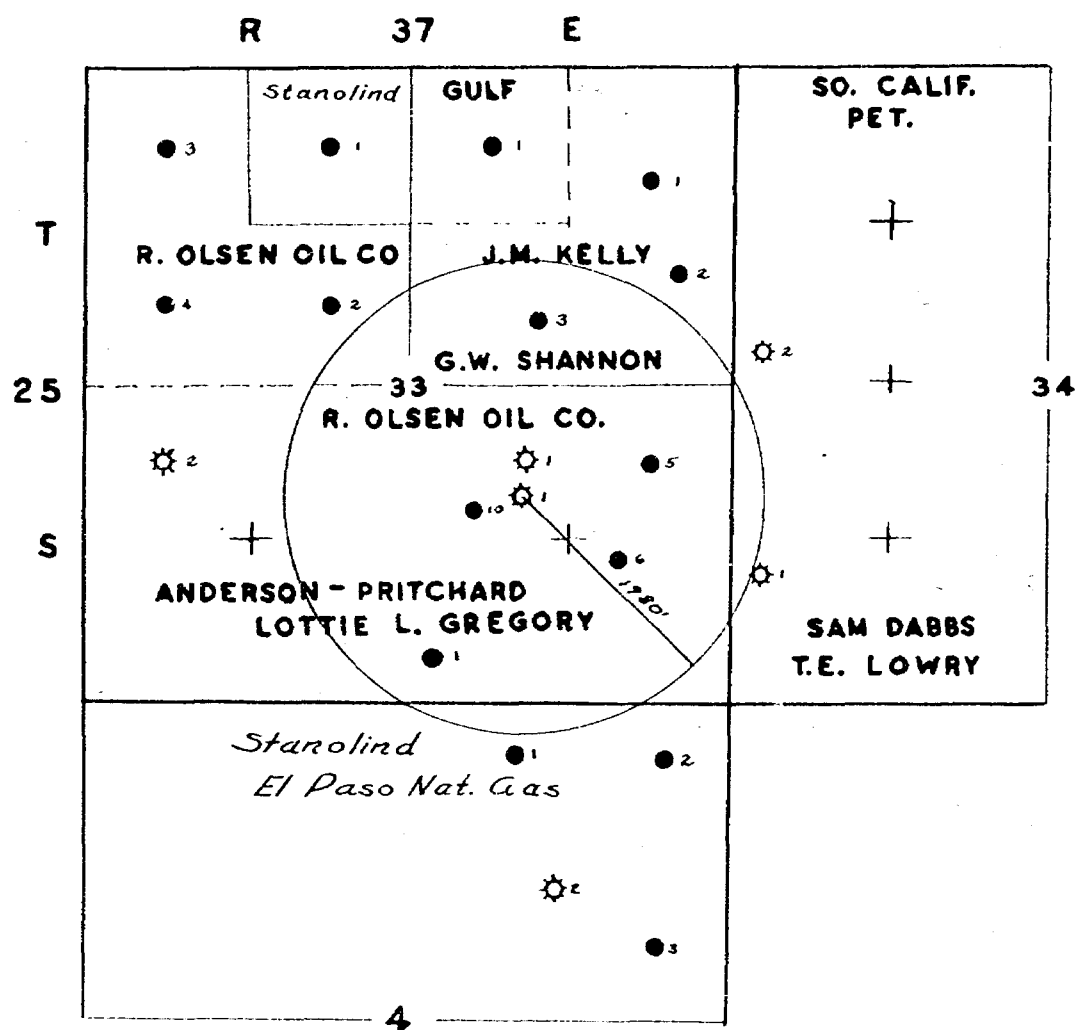 R 37 E
Stanolind GULF SO. CALIF.
PET.
3 1 1
1
T
R. OLSEN OIL CO J.M. KELLY
2
4 2 3
2
G.W. SHANNON
25 33 34
R. OLSEN OIL CO.
2 1 5
1
10
S
6
1
1980'
ANDERSON - PRITCHARD
LOTTIE L. GREGORY SAM DABBS
1 T.E. LOWRY
Stanolind
1 2
El Paso Nat. Gas
2
3
4